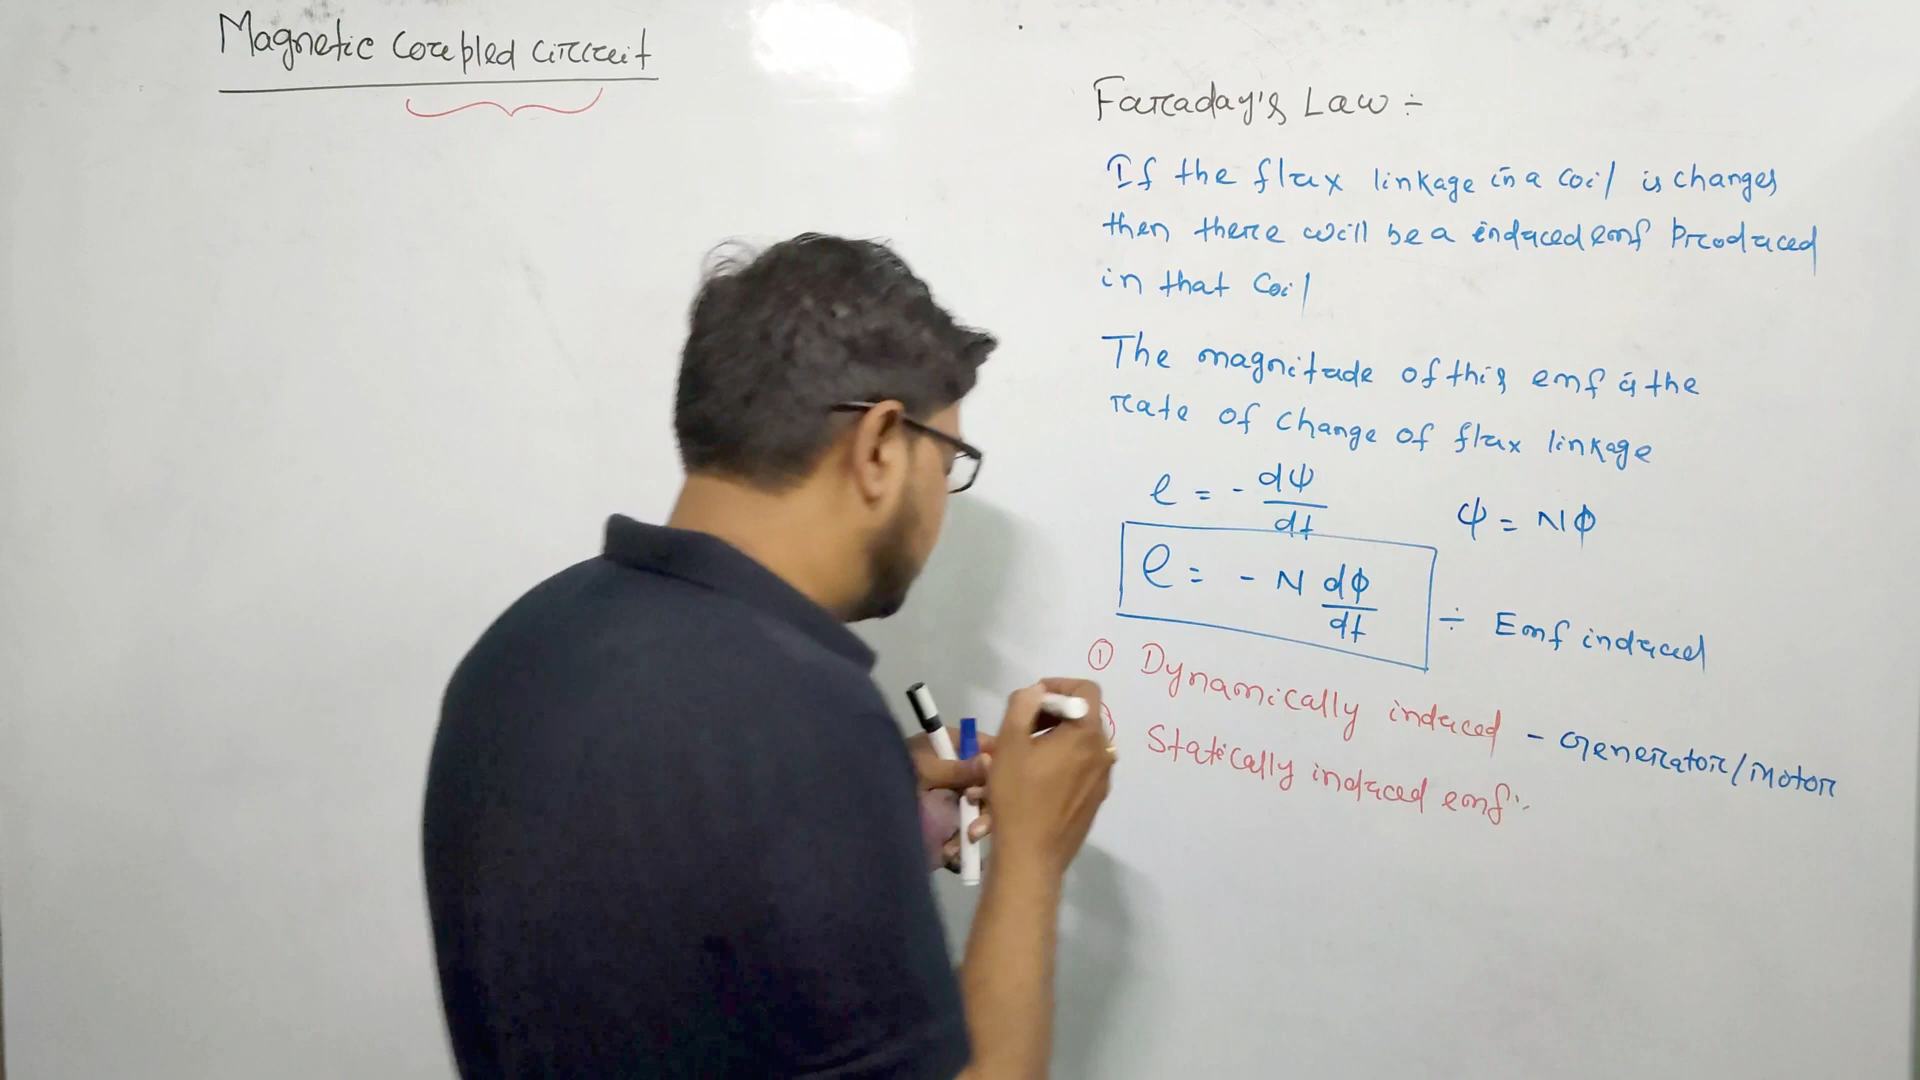 Magnetic Coupled circuit
Faraday's Law ÷
If the flux linkage in a coil is changes
then there will be a induced emf Produced
in that Coil
The magnitude of this emf is the
rate of change of flux linkage
e = - dψ/dt
ψ = Nϕ
e = - N dϕ/dt ÷ Emf induced
① Dynamically induced - Generator/Motor
Statically induced emf :